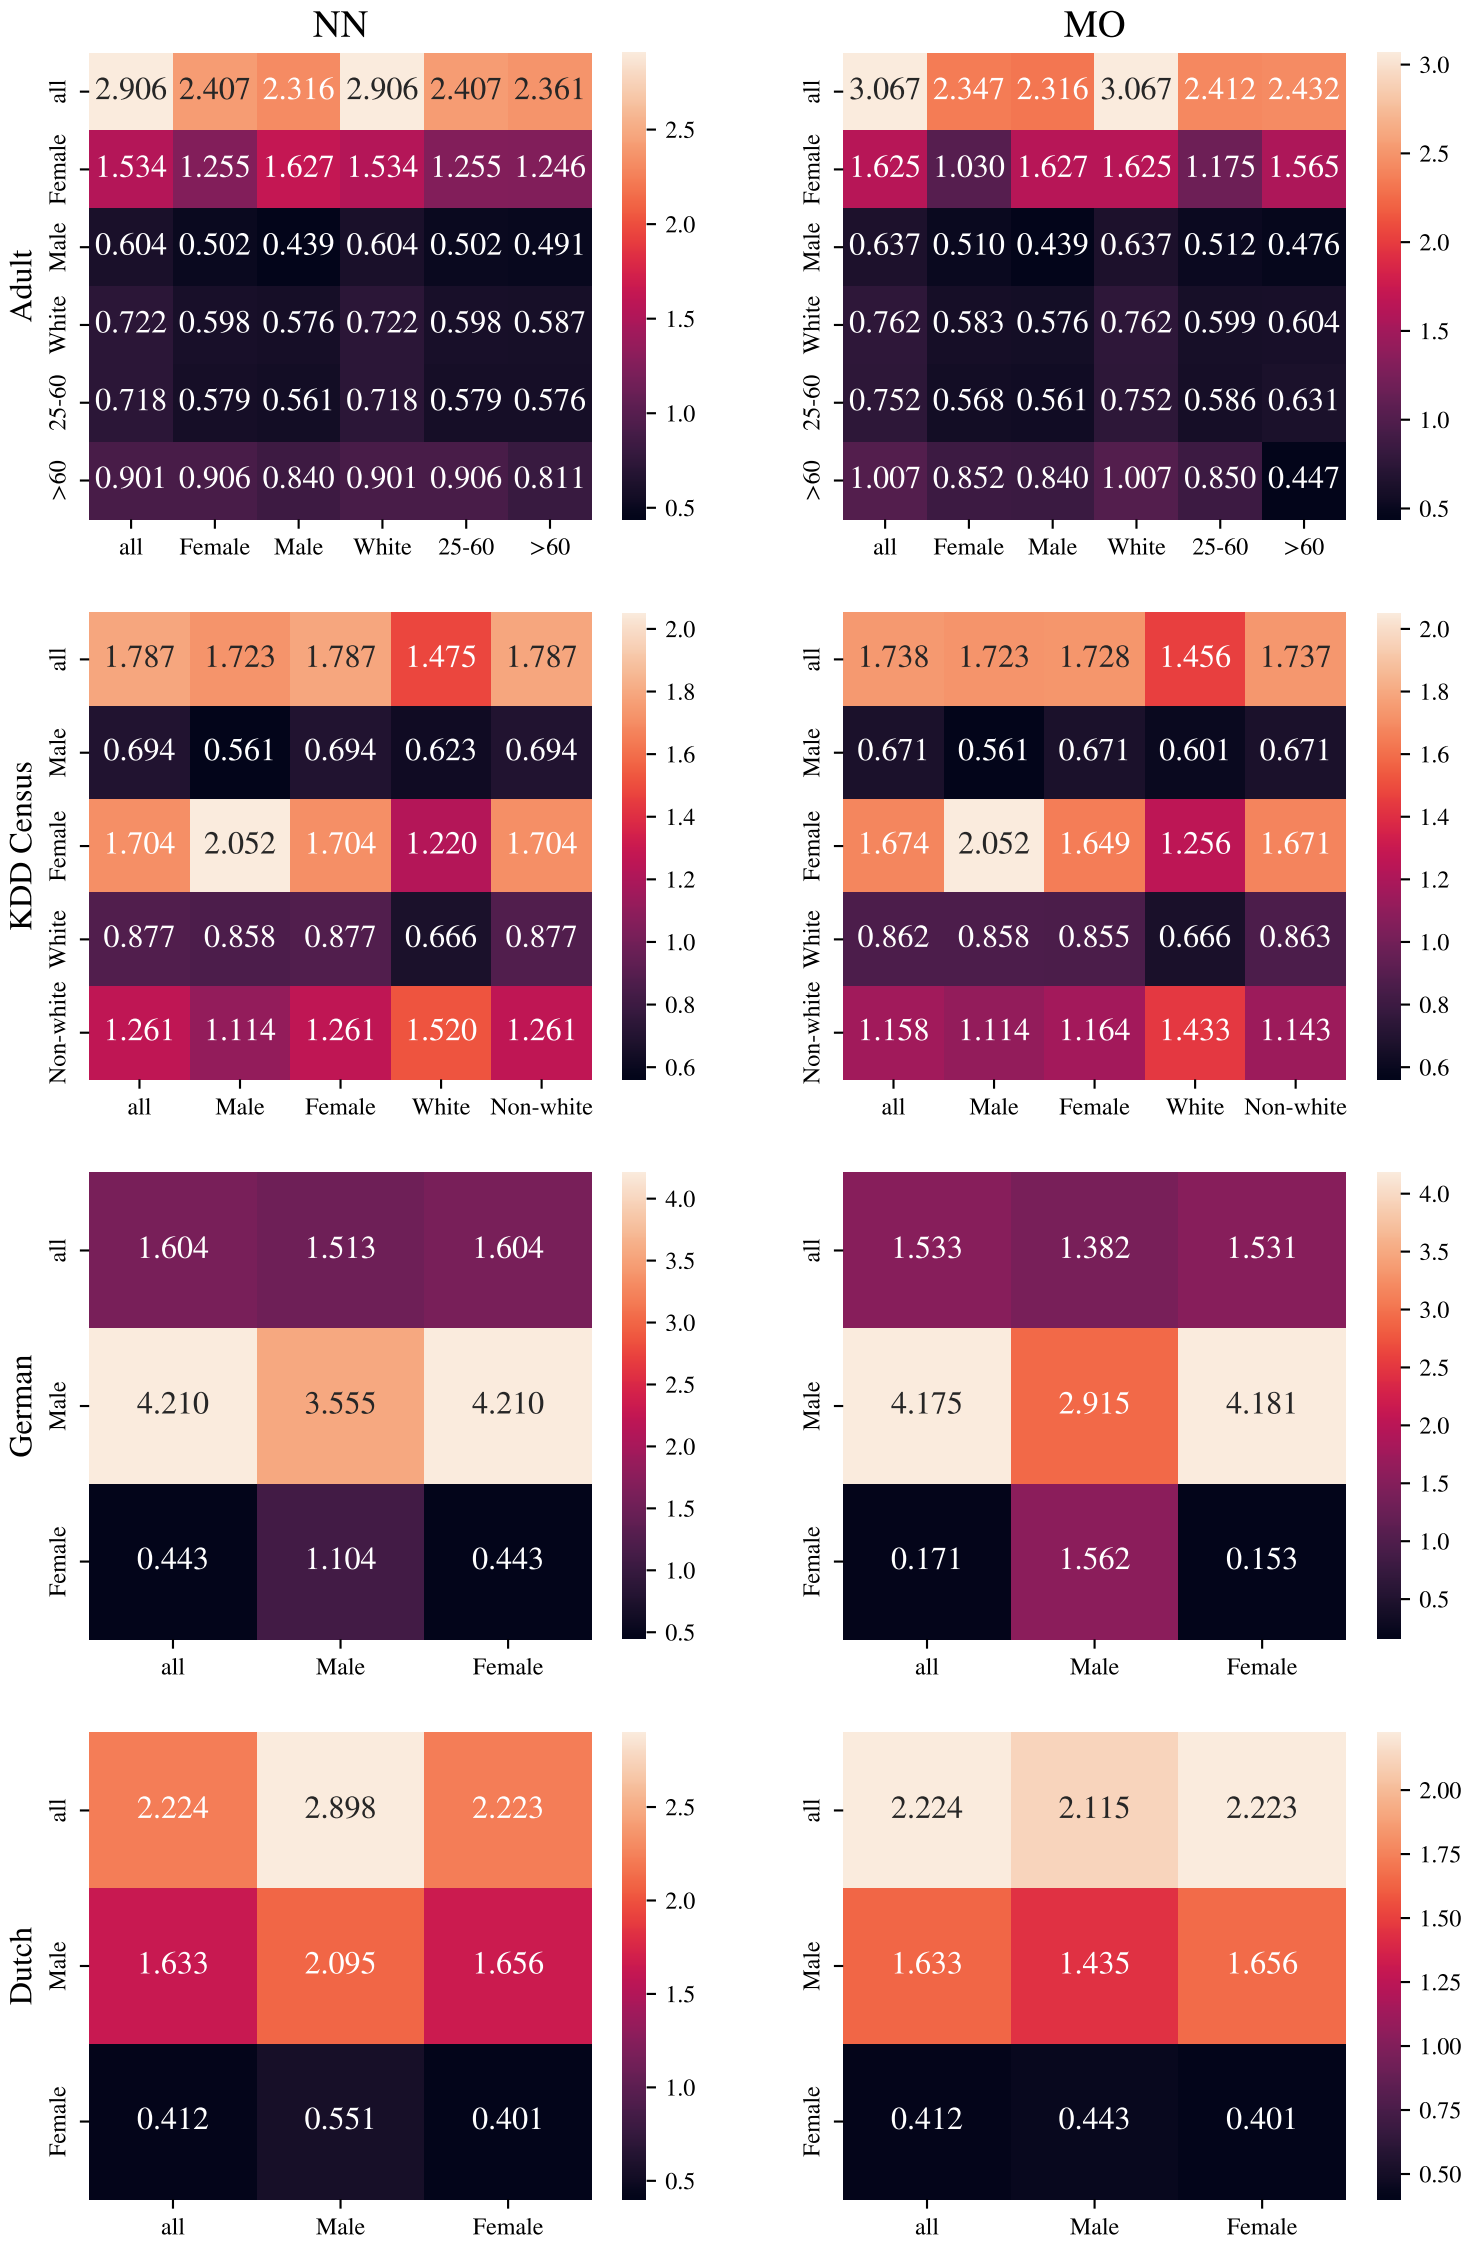 NN
MO
Adult
all 2.906 2.407 2.316 2.906 2.407 2.361
Female 1.534 1.255 1.627 1.534 1.255 1.246
Male 0.604 0.502 0.439 0.604 0.502 0.491
White 0.722 0.598 0.576 0.722 0.598 0.587
25-60 0.718 0.579 0.561 0.718 0.579 0.576
>60 0.901 0.906 0.840 0.901 0.906 0.811
all Female Male White 25-60 >60
2.5
2.0
1.5
1.0
0.5
all 3.067 2.347 2.316 3.067 2.412 2.432
Female 1.625 1.030 1.627 1.625 1.175 1.565
Male 0.637 0.510 0.439 0.637 0.512 0.476
White 0.762 0.583 0.576 0.762 0.599 0.604
25-60 0.752 0.568 0.561 0.752 0.586 0.631
>60 1.007 0.852 0.840 1.007 0.850 0.447
all Female Male White 25-60 >60
3.0
2.5
2.0
1.5
1.0
0.5
KDD Census
all 1.787 1.723 1.787 1.475 1.787
Male 0.694 0.561 0.694 0.623 0.694
Female 1.704 2.052 1.704 1.220 1.704
White 0.877 0.858 0.877 0.666 0.877
Non-white 1.261 1.114 1.261 1.520 1.261
all Male Female White Non-white
2.0
1.8
1.6
1.4
1.2
1.0
0.8
0.6
all 1.738 1.723 1.728 1.456 1.737
Male 0.671 0.561 0.671 0.601 0.671
Female 1.674 2.052 1.649 1.256 1.671
White 0.862 0.858 0.855 0.666 0.863
Non-white 1.158 1.114 1.164 1.433 1.143
all Male Female White Non-white
2.0
1.8
1.6
1.4
1.2
1.0
0.8
0.6
German
all 1.604 1.513 1.604
Male 4.210 3.555 4.210
Female 0.443 1.104 0.443
all Male Female
4.0
3.5
3.0
2.5
2.0
1.5
1.0
0.5
all 1.533 1.382 1.531
Male 4.175 2.915 4.181
Female 0.171 1.562 0.153
all Male Female
4.0
3.5
3.0
2.5
2.0
1.5
1.0
0.5
Dutch
all 2.224 2.898 2.223
Male 1.633 2.095 1.656
Female 0.412 0.551 0.401
all Male Female
2.5
2.0
1.5
1.0
0.5
all 2.224 2.115 2.223
Male 1.633 1.435 1.656
Female 0.412 0.443 0.401
all Male Female
2.00
1.75
1.50
1.25
1.00
0.75
0.50